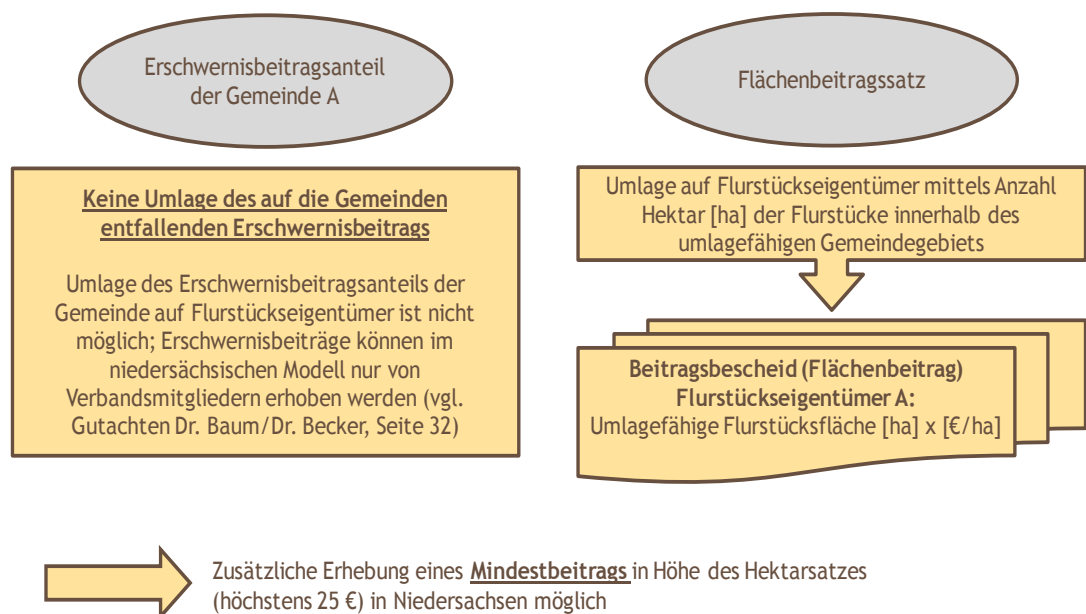 Erschwernisbeitragsanteil
der Gemeinde A
Flächenbeitragssatz
Keine Umlage des auf die Gemeinden
entfallenden Erschwernisbeitrags
Umlage des Erschwernisbeitragsanteils der
Gemeinde auf Flurstückseigentümer ist nicht
möglich; Erschwernisbeiträge können im
niedersächsischen Modell nur von
Verbandsmitgliedern erhoben werden (vgl.
Gutachten Dr. Baum/Dr. Becker, Seite 32)
Umlage auf Flurstückseigentümer mittels Anzahl
Hektar [ha] der Flurstücke innerhalb des
umlagefähigen Gemeindegebiets
Beitragsbescheid (Flächenbeitrag)
Flurstückseigentümer A:
Umlagefähige Flurstücksfläche [ha] x [€/ha]
Zusätzliche Erhebung eines Mindestbeitrags in Höhe des Hektarsatzes
(höchstens 25 €) in Niedersachsen möglich